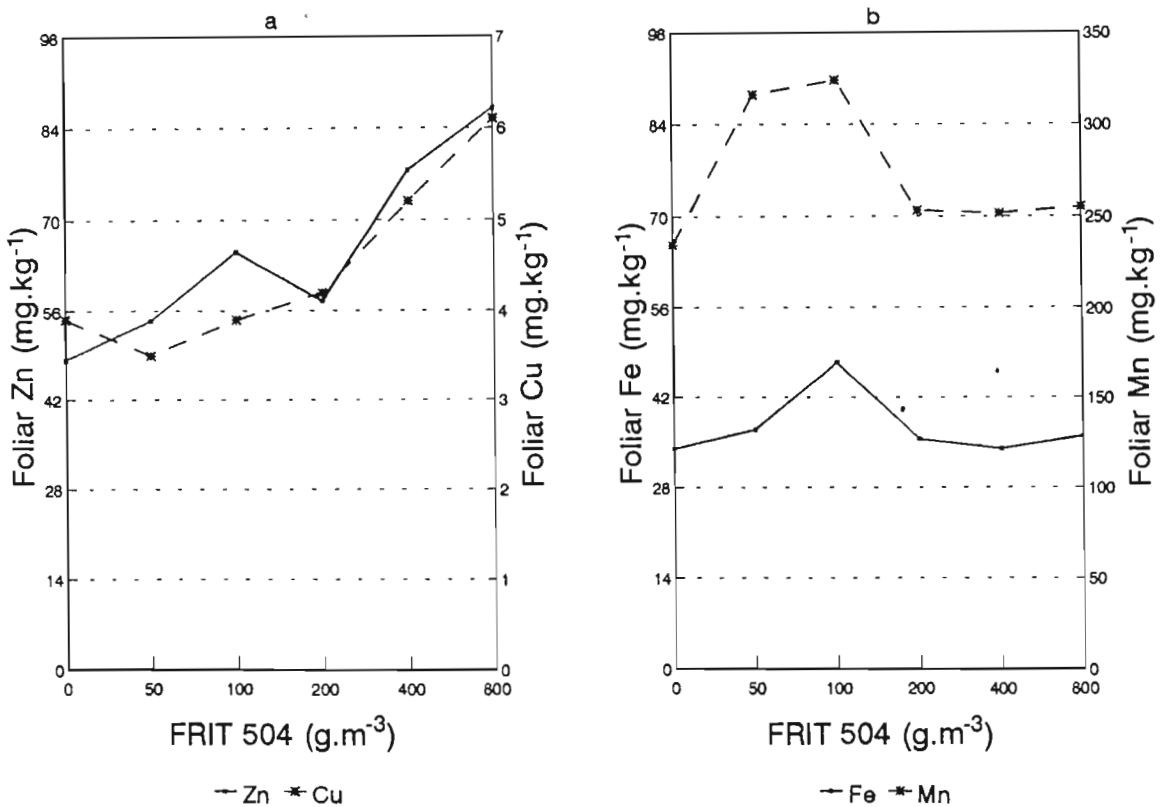 a
98
84
70
56
42
28
14
0
Foliar Zn (mg.kg⁻¹)
7
6
5
4
3
2
1
0
Foliar Cu (mg.kg⁻¹)
0 50 100 200 400 800
FRIT 504 (g.m⁻³)
Zn Cu
b
98
84
70
56
42
28
14
0
Foliar Fe (mg.kg⁻¹)
350
300
250
200
150
100
50
0
Foliar Mn (mg.kg⁻¹)
0 50 100 200 400 800
FRIT 504 (g.m⁻³)
Fe Mn